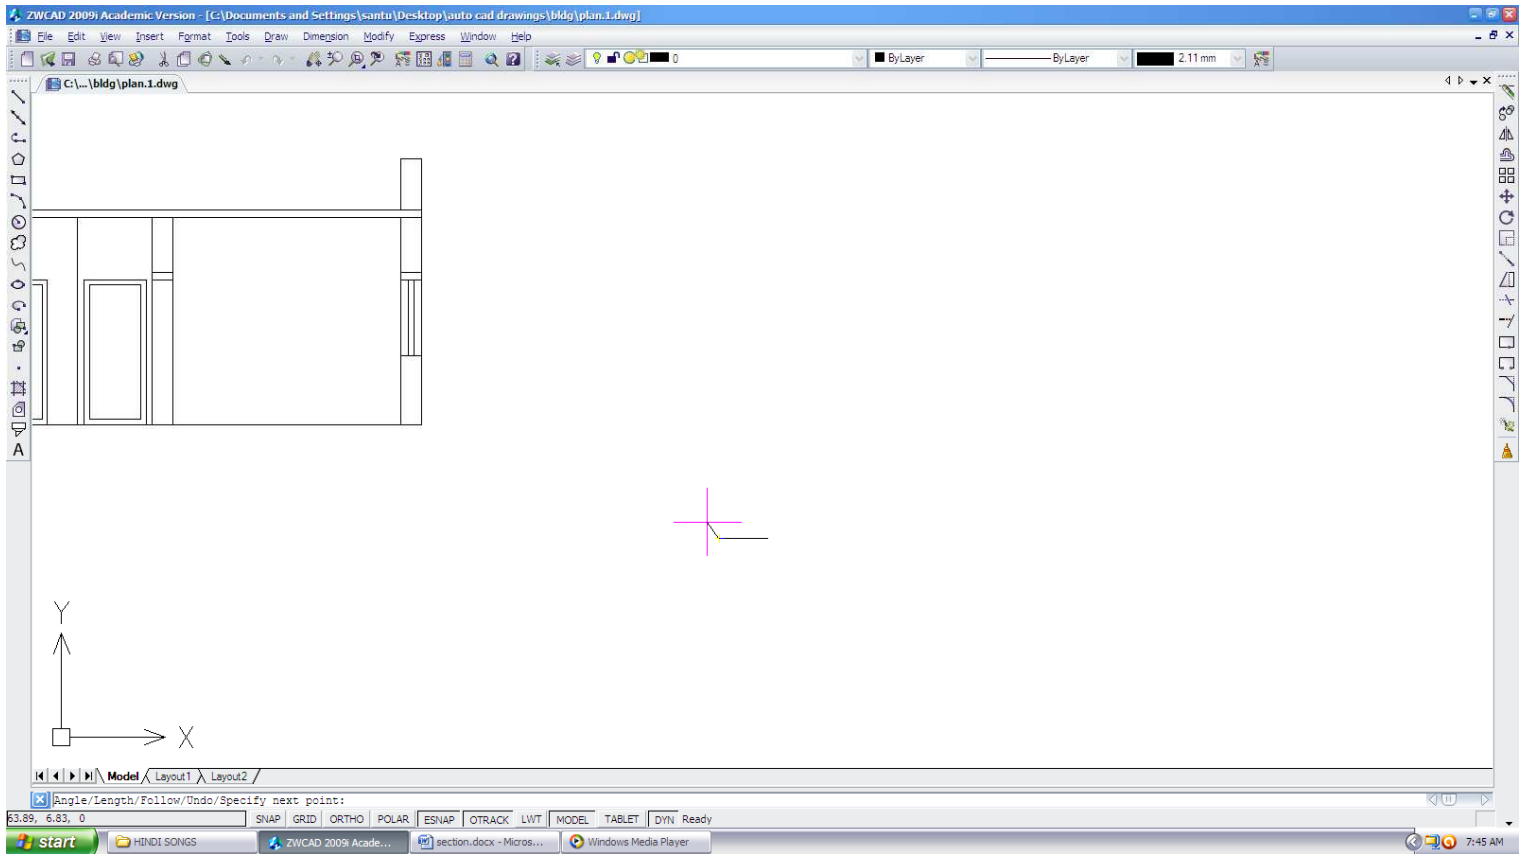 ZWCAD 2009i Academic Version - [C:\Documents and Settings\santu\Desktop\auto cad drawings\bldg\plan.1.dwg]
File Edit View Insert Format Tools Draw Dimension Modify Express Window Help
0 ByLayer ByLayer 2.11 mm
C:\...\bldg\plan.1.dwg
A
Y
X
Model Layout1 Layout2
Angle/Length/Follow/Undo/Specify next point:
63.89, 6.83, 0 SNAP GRID ORTHO POLAR ESNAP OTRACK LWT MODEL TABLET DYN Ready
start HINDI SONGS ZWCAD 2009i Acade... section.docx - Micros... Windows Media Player 7:45 AM